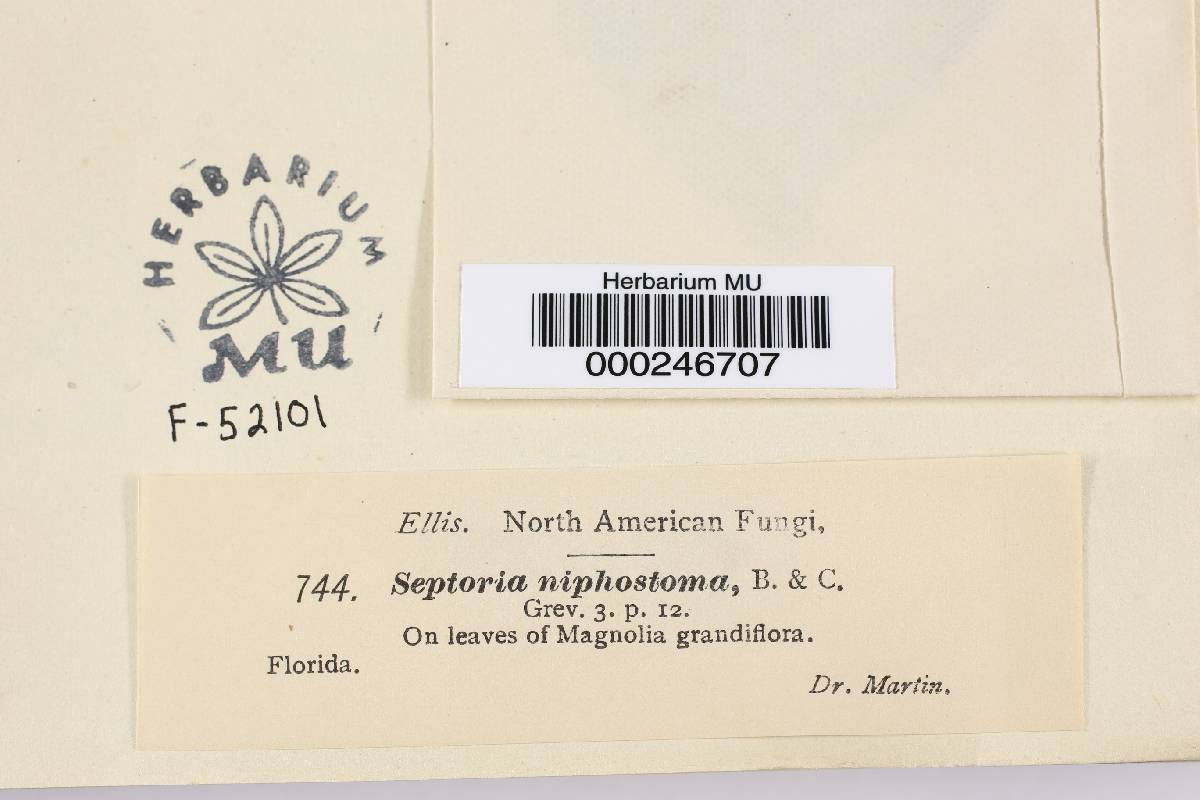 HERBARIUM
MU
F-52101
Herbarium MU
000246707
Ellis. North American Fungi,
744. Septoria niphostoma, B. & C.
Grev. 3. p. 12.
On leaves of Magnolia grandiflora.
Florida.
Dr. Martin.